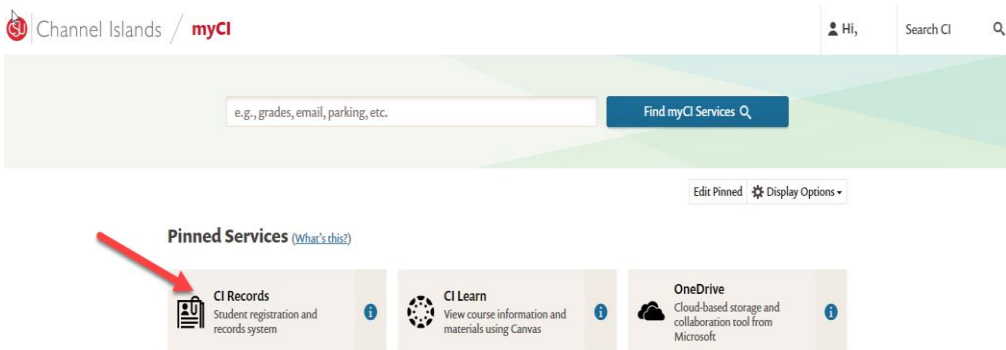 CSU Channel Islands / myCI
Hi,
Search CI
e.g., grades, email, parking, etc.
Find myCI Services
Edit Pinned Display Options
Pinned Services (What's this?)
CI Records
Student registration and
records system
i
CI Learn
View course information and
materials using Canvas
i
OneDrive
Cloud-based storage and
collaboration tool from
Microsoft
i